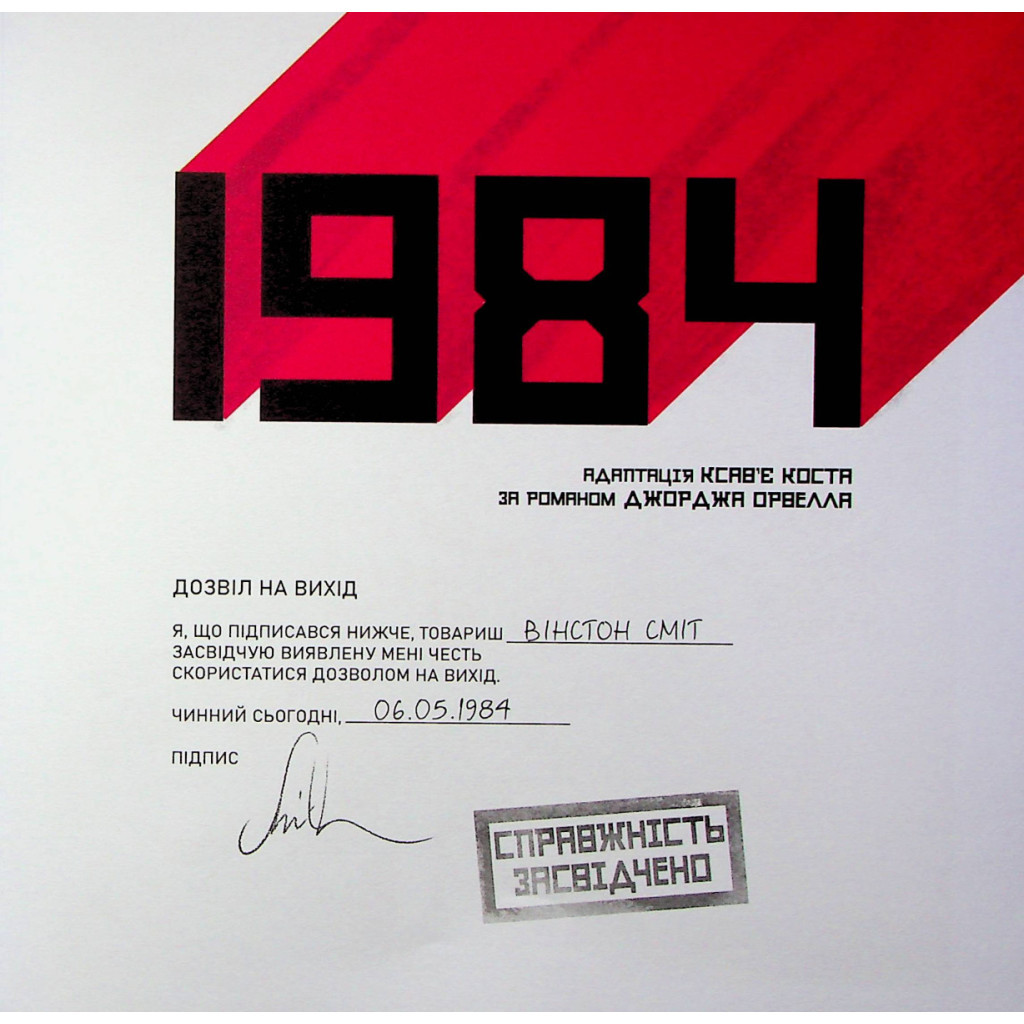 1984
АДАПТАЦІЯ КСАВ'Є КОСТА
ЗА РОМАНОМ ДЖОРДЖА ОРВЕЛЛА
ДОЗВІЛ НА ВИХІД
Я, ЩО ПІДПИСАВСЯ НИЖЧЕ, ТОВАРИШ ВІНСТОН СМІТ
ЗАСВІДЧУЮ ВИЯВЛЕНУ МЕНІ ЧЕСТЬ
СКОРИСТАТИСЯ ДОЗВОЛОМ НА ВИХІД.
ЧИННИЙ СЬОГОДНІ, 06.05.1984
ПІДПИС
Smith
СПРАВЖНІСТЬ
ЗАСВІДЧЕНО